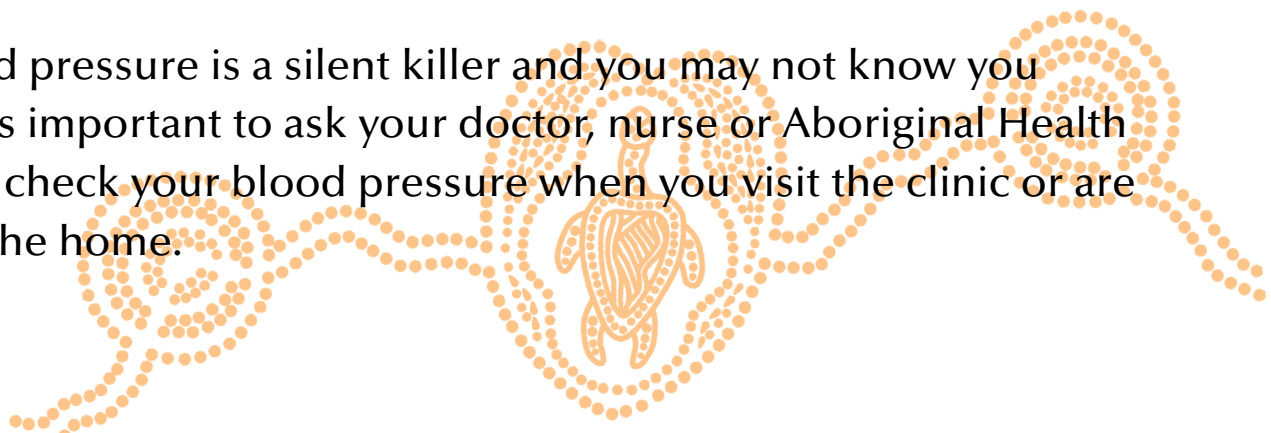 pressure is a silent killer and you may not know you
important to ask your doctor, nurse or Aboriginal Health
check your blood pressure when you visit the clinic or are
he home.